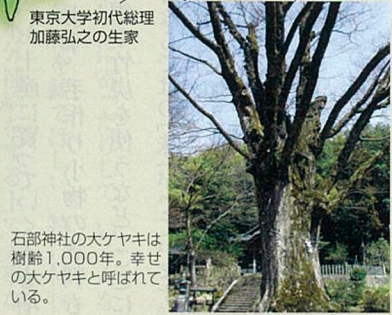 東京大学初代総理
加藤弘之の生家
石部神社の大ケヤキは
樹齢1,000年。幸せ
の大ケヤキと呼ばれて
いる。